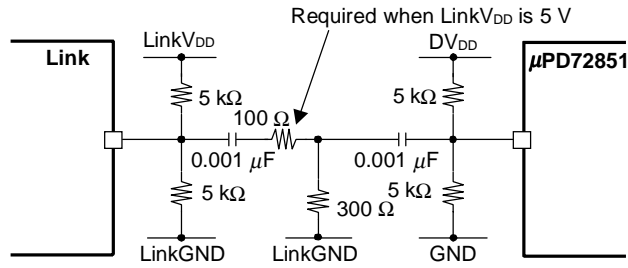 Required when LinkVDD is 5 V
LinkVDD
DVDD
Link
μPD72851
5 kΩ
5 kΩ
100 Ω
0.001 μF
0.001 μF
5 kΩ
5 kΩ
300 Ω
LinkGND
LinkGND
GND